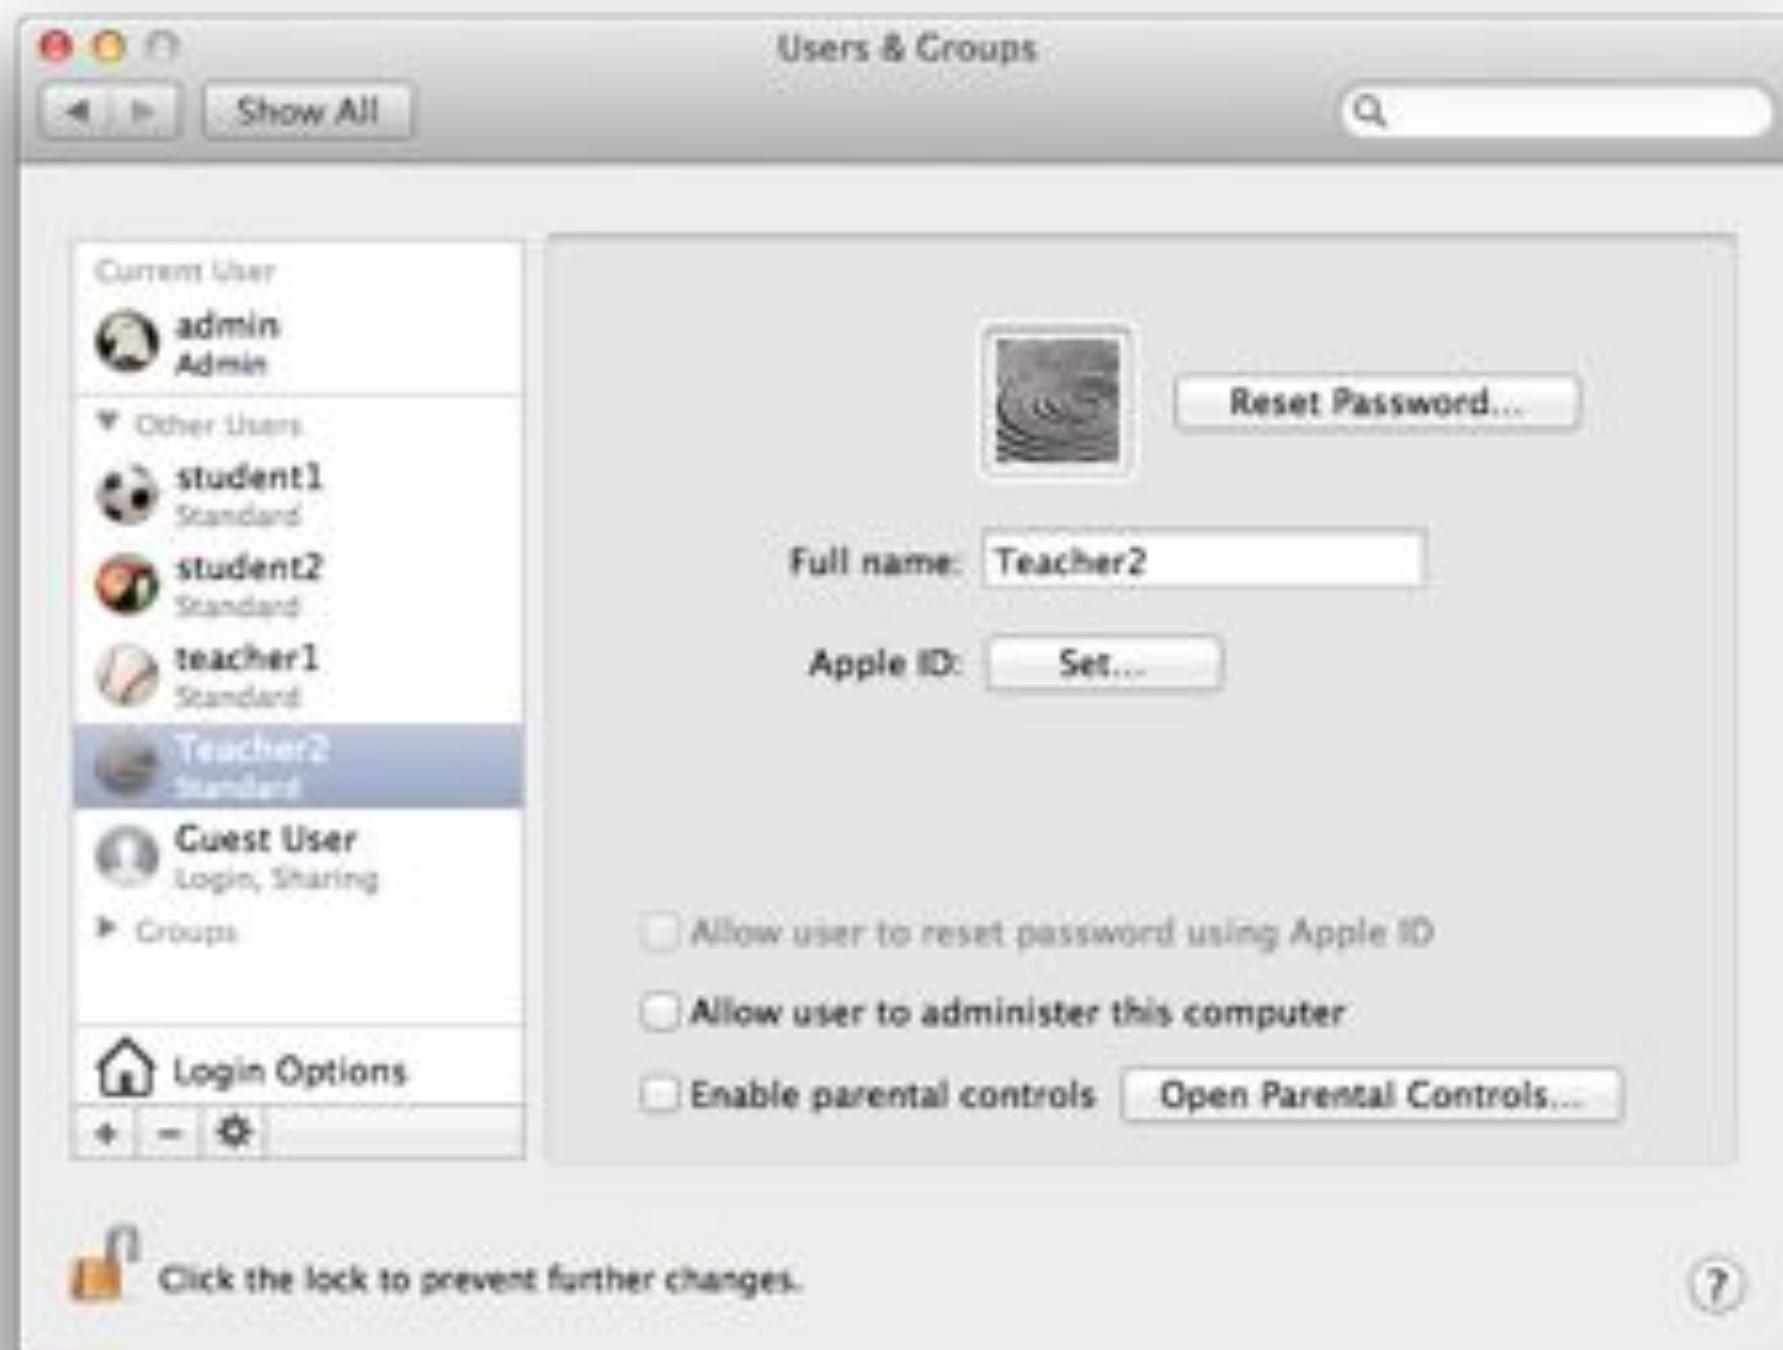 Users & Groups
Show All
Current User
admin
Admin
Other Users
student1
Standard
student2
Standard
teacher1
Standard
Teacher2
Standard
Guest User
Login, Sharing
Groups
Login Options
+ −
Reset Password...
Full name: Teacher2
Apple ID: Set...
Allow user to reset password using Apple ID
Allow user to administer this computer
Enable parental controls Open Parental Controls...
Click the lock to prevent further changes.
?